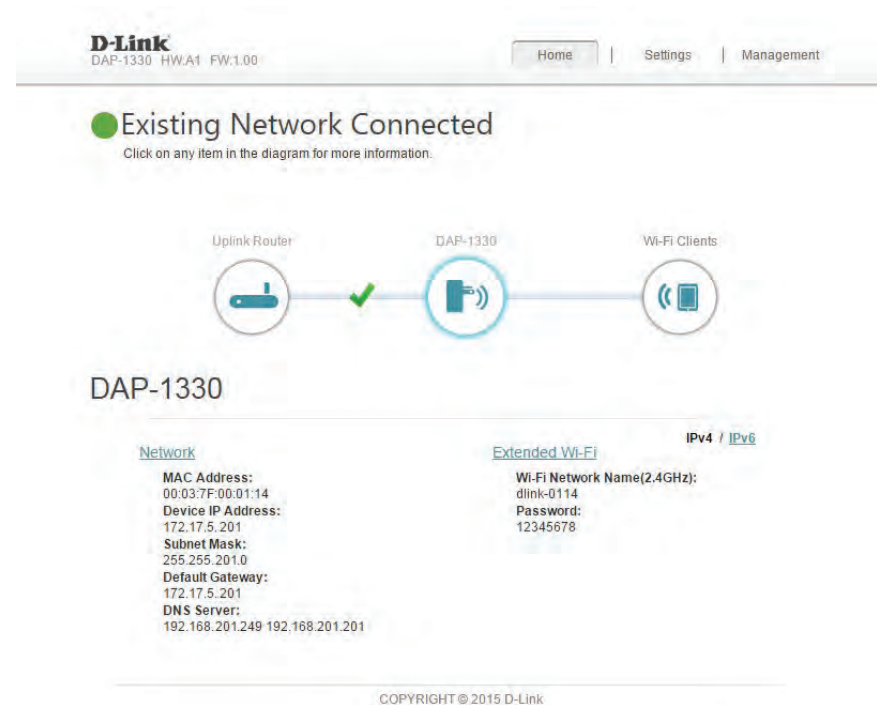 D-Link
DAP-1330 HW:A1 FW:1.00
Home | Settings | Management
Existing Network Connected
Click on any item in the diagram for more information.
Uplink Router
DAP-1330
Wi-Fi Clients
DAP-1330
IPv4 / IPv6
Network
MAC Address:
00:03:7F:00:01:14
Device IP Address:
172.17.5.201
Subnet Mask:
255.255.201.0
Default Gateway:
172.17.5.201
DNS Server:
192.168.201.249 192.168.201.201
Extended Wi-Fi
Wi-Fi Network Name(2.4GHz):
dlink-0114
Password:
12345678
COPYRIGHT © 2015 D-Link